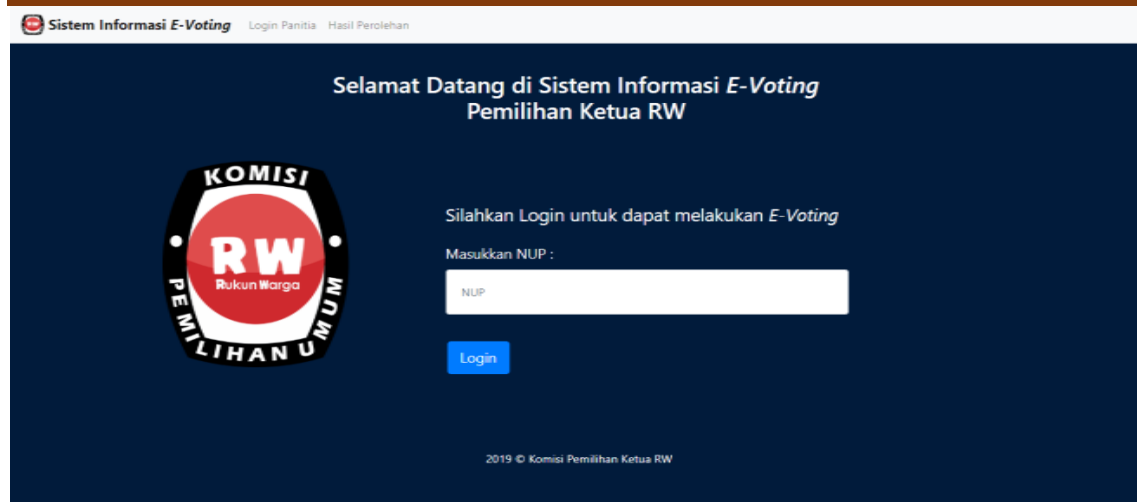 Sistem Informasi E-Voting Login Panitia Hasil Perolehan
Selamat Datang di Sistem Informasi E-Voting
Pemilihan Ketua RW
KOMISI
RW
Rukun Warga
PEMILIHAN UMUM
Silahkan Login untuk dapat melakukan E-Voting
Masukkan NUP :
NUP
Login
2019 © Komisi Pemilihan Ketua RW